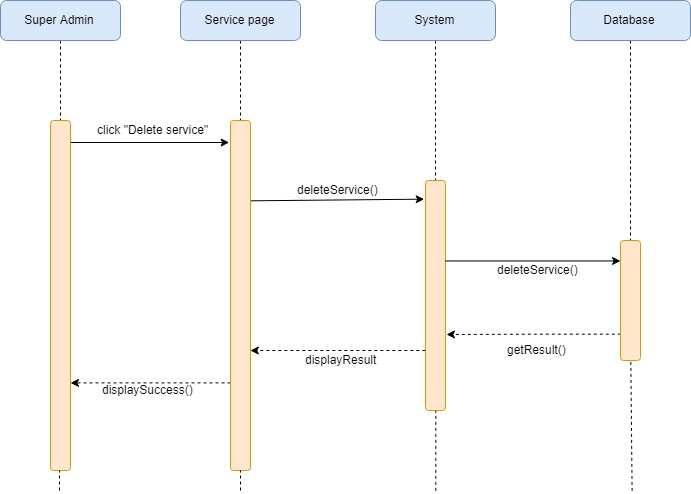 Super Admin
Service page
System
Database
click "Delete service"
deleteService()
deleteService()
getResult()
displayResult
displaySuccess()